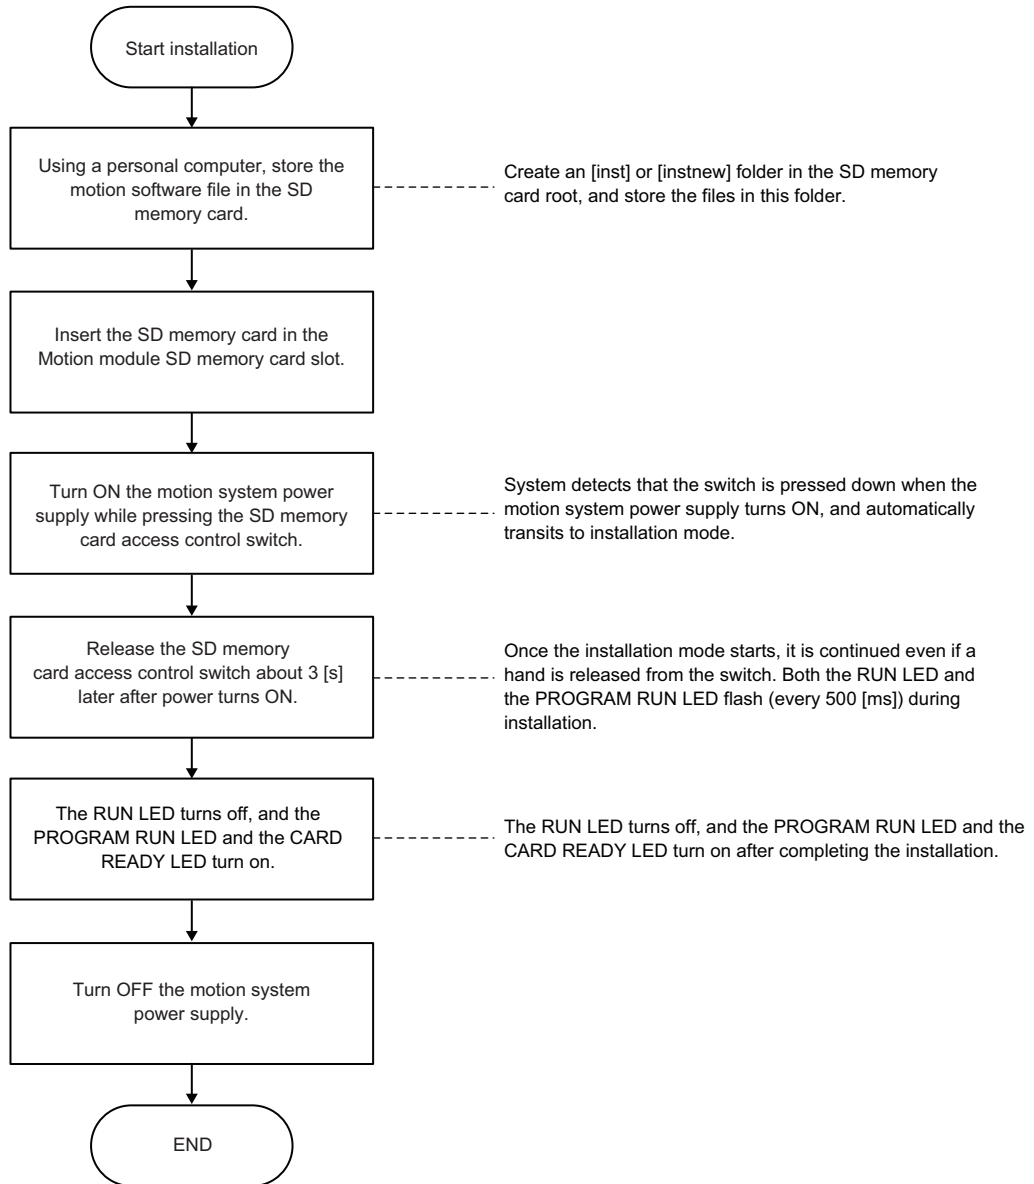 Start installation
Using a personal computer, store the
motion software file in the SD
memory card.
Create an [inst] or [instnew] folder in the SD memory
card root, and store the files in this folder.
Insert the SD memory card in the
Motion module SD memory card slot.
Turn ON the motion system power
supply while pressing the SD memory
card access control switch.
System detects that the switch is pressed down when the
motion system power supply turns ON, and automatically
transits to installation mode.
Release the SD memory
card access control switch about 3 [s]
later after power turns ON.
Once the installation mode starts, it is continued even if a
hand is released from the switch. Both the RUN LED and
the PROGRAM RUN LED flash (every 500 [ms]) during
installation.
The RUN LED turns off, and the
PROGRAM RUN LED and the CARD
READY LED turn on.
The RUN LED turns off, and the PROGRAM RUN LED and the
CARD READY LED turn on after completing the installation.
Turn OFF the motion system
power supply.
END